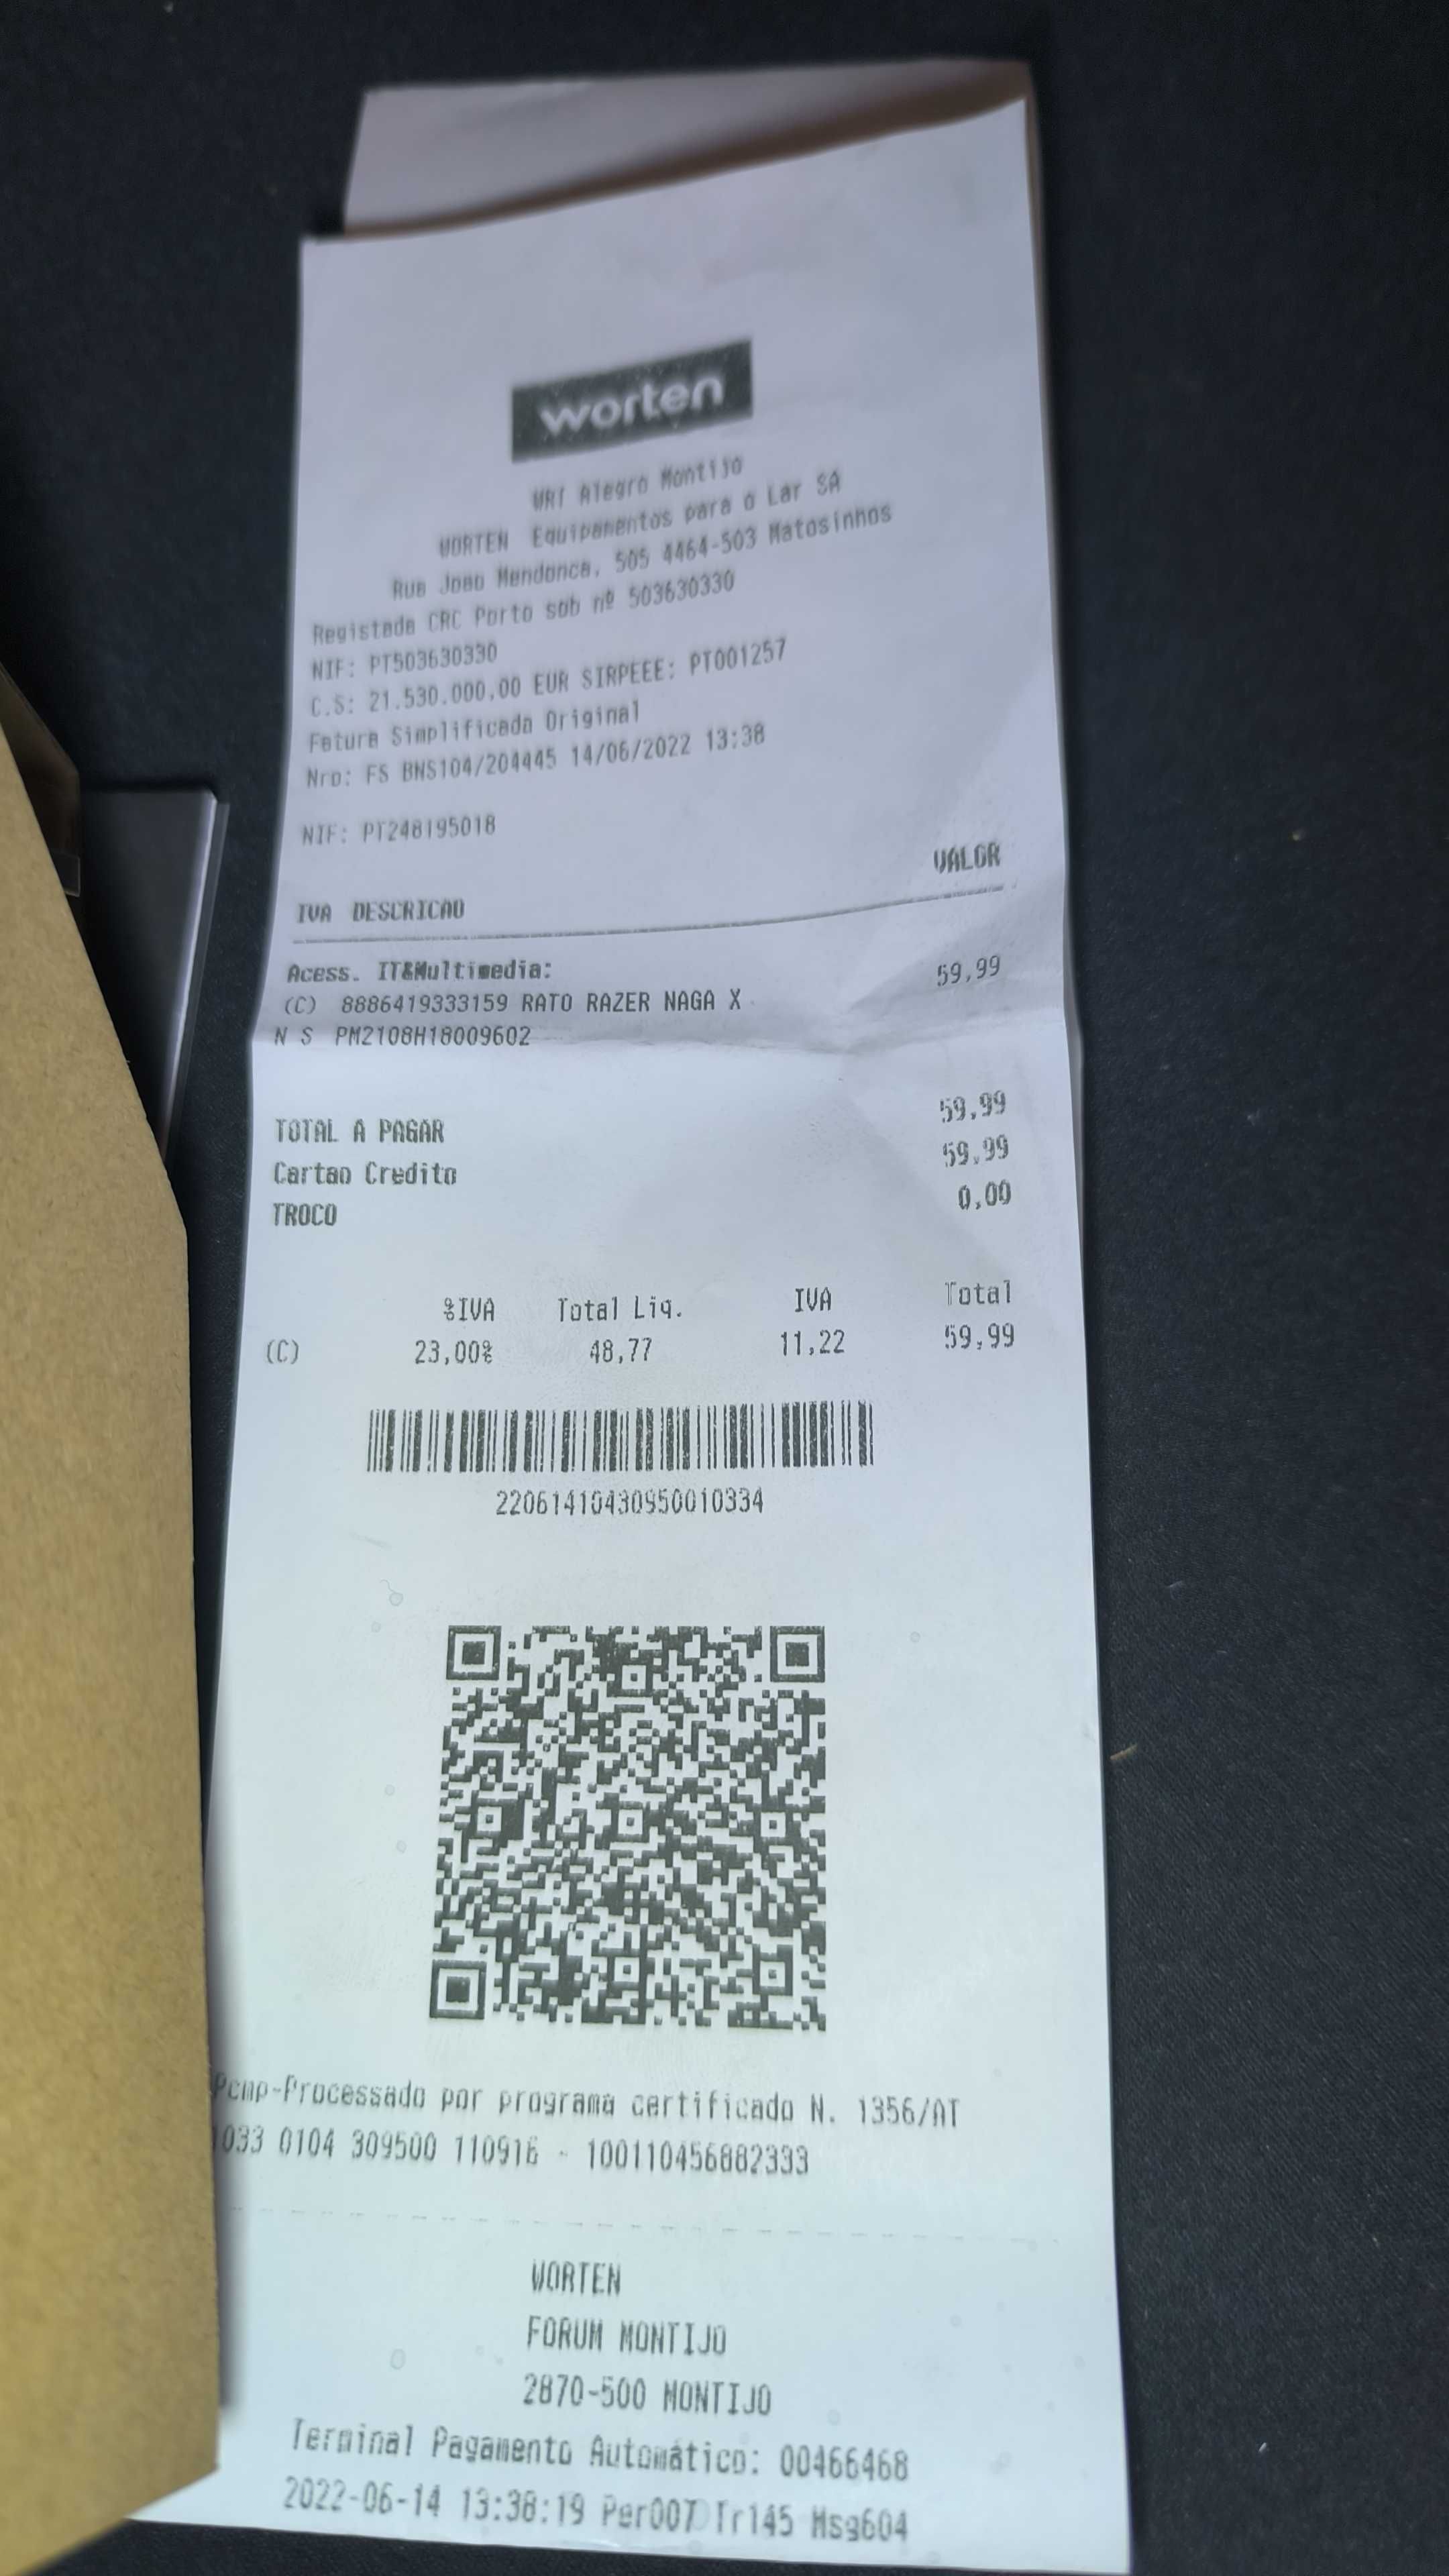 worten
WRT Alegro Montijo
WORTEN Equipamentos para o Lar SA
Rua Joao Mendonca, 505 4464-503 Matosinhos
Registada CRC Porto sob nº 503630330
NIF: PT503630330
C.S: 21.530.000,00 EUR SIRPEEE: PT001257
Fatura Simplificada Original
Nro: FS BNS104/204445 14/06/2022 13:38
NIF: PT248195018
VALOR
IVA DESCRICAO
Acess. IT&Multimedia:
(C) 8886419333159 RATO RAZER NAGA X 59,99
N S PM2108H18009602
TOTAL A PAGAR 59,99
Cartao Credito 59,99
TROCO 0,00
%IVA Total Liq. IVA Total
(C) 23,00% 48,77 11,22 59,99
22061410430950010334
Pcmp-Processado por programa certificado N. 1356/AT
1033 0104 309500 110916 - 100110456882333
WORTEN
FORUM MONTIJO
2870-500 MONTIJO
Terminal Pagamento Automático: 00466468
2022-06-14 13:38:19 Per007 Tr145 Msg604